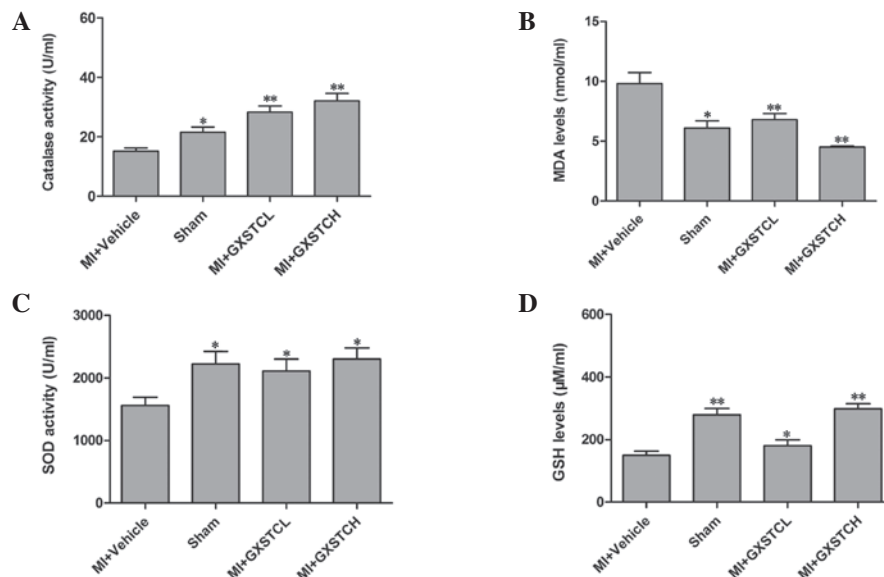 A
Catalase activity (U/ml)
60
40
20
0
*
**
**
MI+Vehicle
Sham
MI+GXSTCL
MI+GXSTCH
B
MDA levels (nmol/ml)
15
10
5
0
*
**
**
MI+Vehicle
Sham
MI+GXSTCL
MI+GXSTCH
C
SOD activity (U/ml)
3000
2000
1000
0
*
*
*
MI+Vehicle
Sham
MI+GXSTCL
MI+GXSTCH
D
GSH levels (µM/ml)
600
400
200
0
**
*
**
MI+Vehicle
Sham
MI+GXSTCL
MI+GXSTCH